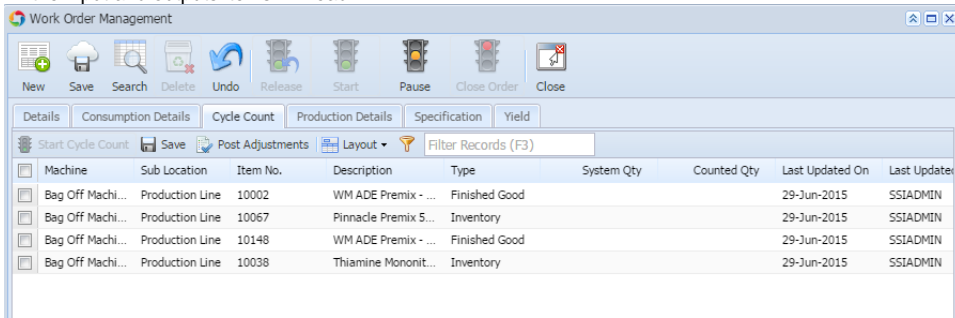 Work Order Management
New Save Search Delete Undo Release Start Pause Close Order Close
Details Consumption Details Cycle Count Production Details Specification Yield
Start Cycle Count Save Post Adjustments Layout Filter Records (F3)
Machine Sub Location Item No. Description Type System Qty Counted Qty Last Updated On Last Updated
Bag Off Machi... Production Line 10002 WM ADE Premix - ... Finished Good 29-Jun-2015 SSIADMIN
Bag Off Machi... Production Line 10067 Pinnacle Premix 5... Inventory 29-Jun-2015 SSIADMIN
Bag Off Machi... Production Line 10148 WM ADE Premix - ... Finished Good 29-Jun-2015 SSIADMIN
Bag Off Machi... Production Line 10038 Thiamine Mononit... Inventory 29-Jun-2015 SSIADMIN